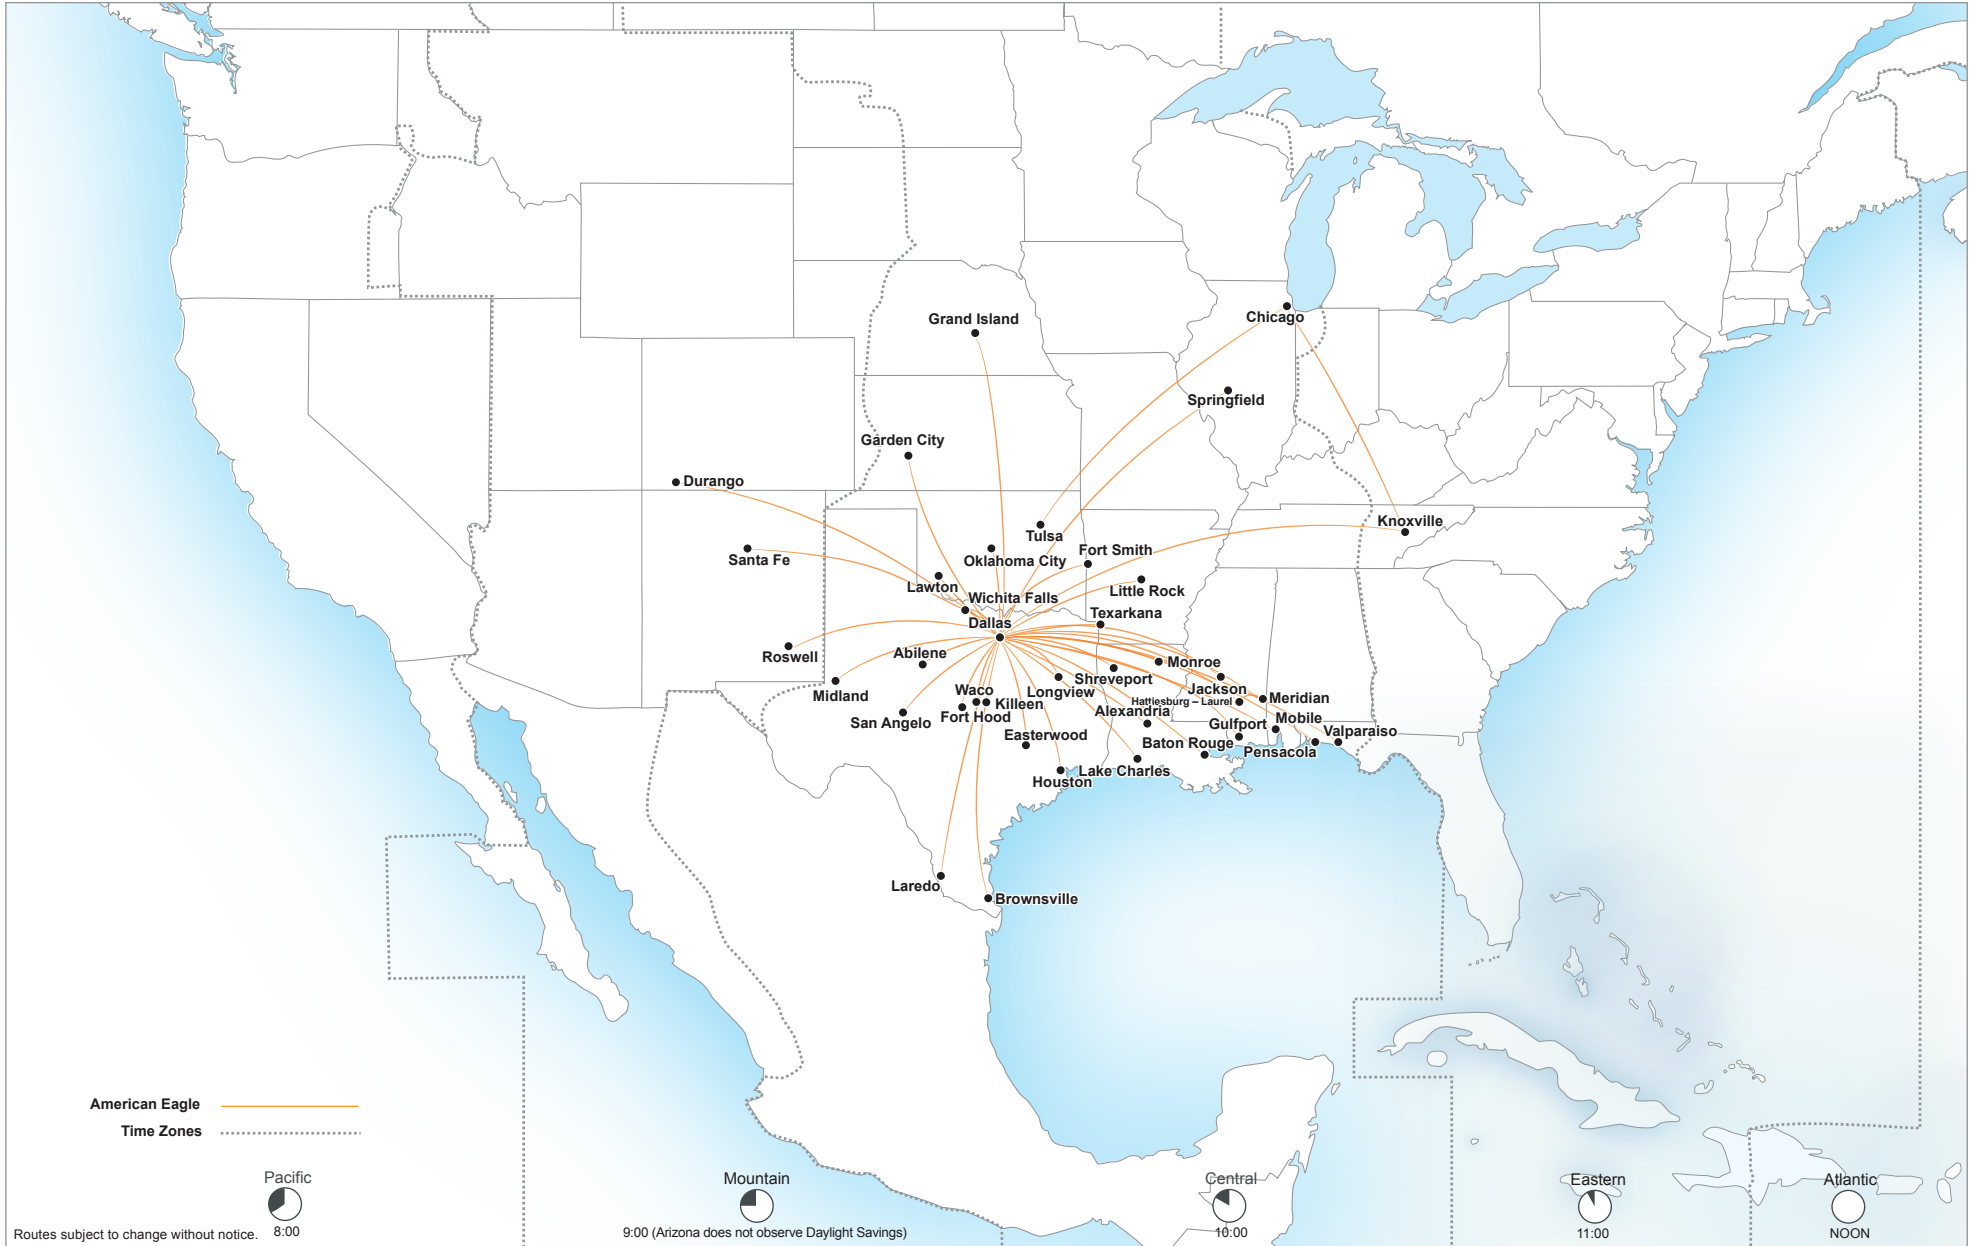 Grand Island
Chicago
Springfield
Garden City
Durango
Knoxville
Tulsa
Fort Smith
Oklahoma City
Santa Fe
Lawton
Little Rock
Wichita Falls
Texarkana
Dallas
Roswell
Abilene
Monroe
Shreveport
Midland
Waco
Longview
Jackson
Meridian
Killeen
Hattiesburg – Laurel
Alexandria
San Angelo
Fort Hood
Gulfport
Mobile
Valparaiso
Easterwood
Baton Rouge
Pensacola
Lake Charles
Houston
Laredo
Brownsville
American Eagle
Time Zones
Pacific
8:00
Mountain
9:00 (Arizona does not observe Daylight Savings)
Central
10:00
Eastern
11:00
Atlantic
NOON
Routes subject to change without notice.